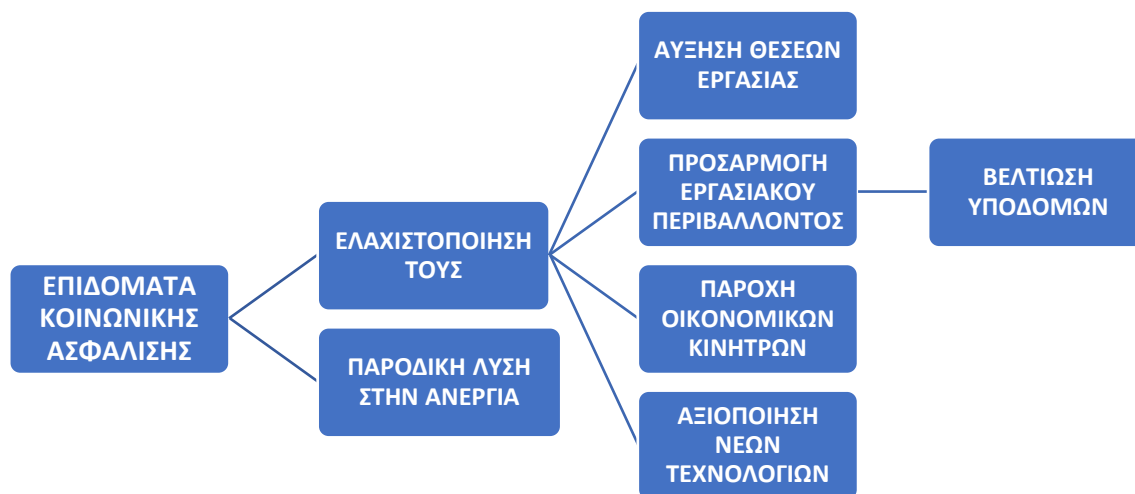 ΕΠΙΔΟΜΑΤΑ
ΚΟΙΝΩΝΙΚΗΣ
ΑΣΦΑΛΙΣΗΣ
ΕΛΑΧΙΣΤΟΠΟΙΗΣΗ
ΤΟΥΣ
ΑΥΞΗΣΗ ΘΕΣΕΩΝ
ΕΡΓΑΣΙΑΣ
ΠΡΟΣΑΡΜΟΓΗ
ΕΡΓΑΣΙΑΚΟΥ
ΠΕΡΙΒΑΛΛΟΝΤΟΣ
ΒΕΛΤΙΩΣΗ
ΥΠΟΔΟΜΩΝ
ΠΑΡΟΧΗ
ΟΙΚΟΝΟΜΙΚΩΝ
ΚΙΝΗΤΡΩΝ
ΑΞΙΟΠΟΙΗΣΗ
ΝΕΩΝ
ΤΕΧΝΟΛΟΓΙΩΝ
ΠΑΡΟΔΙΚΗ ΛΥΣΗ
ΣΤΗΝ ΑΝΕΡΓΙΑ